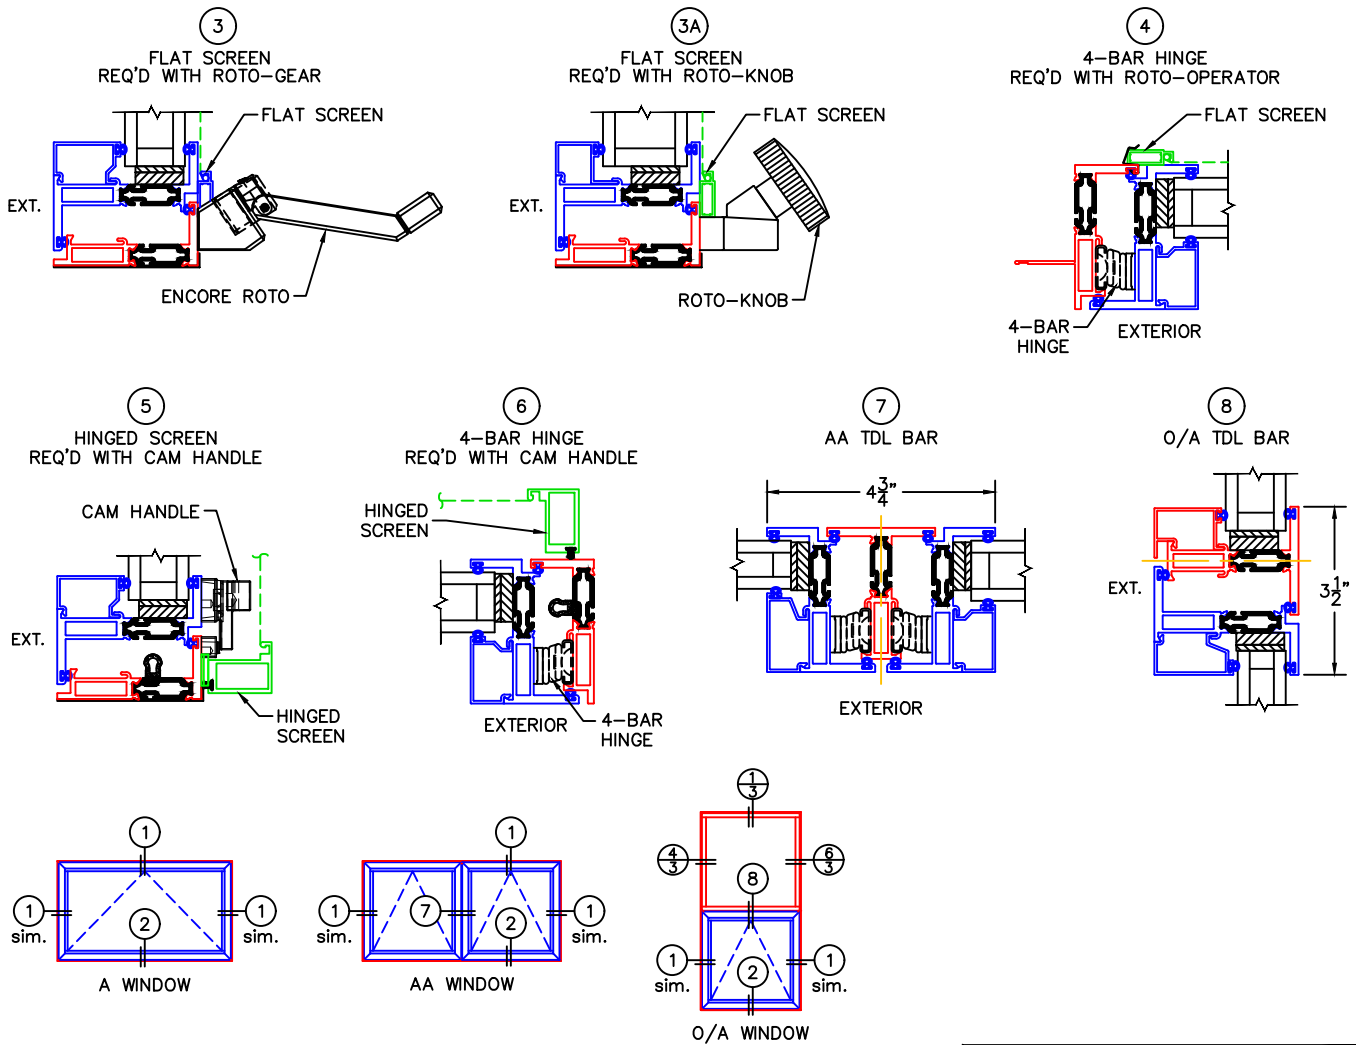 3
FLAT SCREEN
REQ'D WITH ROTO-GEAR
FLAT SCREEN
EXT.
ENCORE ROTO
3A
FLAT SCREEN
REQ'D WITH ROTO-KNOB
FLAT SCREEN
EXT.
ROTO-KNOB
4
4-BAR HINGE
REQ'D WITH ROTO-OPERATOR
FLAT SCREEN
4-BAR
HINGE
EXTERIOR
5
HINGED SCREEN
REQ'D WITH CAM HANDLE
CAM HANDLE
EXT.
HINGED
SCREEN
6
4-BAR HINGE
REQ'D WITH CAM HANDLE
HINGED
SCREEN
EXTERIOR
4-BAR
HINGE
7
AA TDL BAR
4 3/4"
EXTERIOR
8
O/A TDL BAR
EXT.
3 1/2"
1
1
sim.
2
1
sim.
A WINDOW
1
1
sim.
7
2
1
sim.
AA WINDOW
1
3
4
3
6
3
8
1
sim.
2
1
sim.
O/A WINDOW